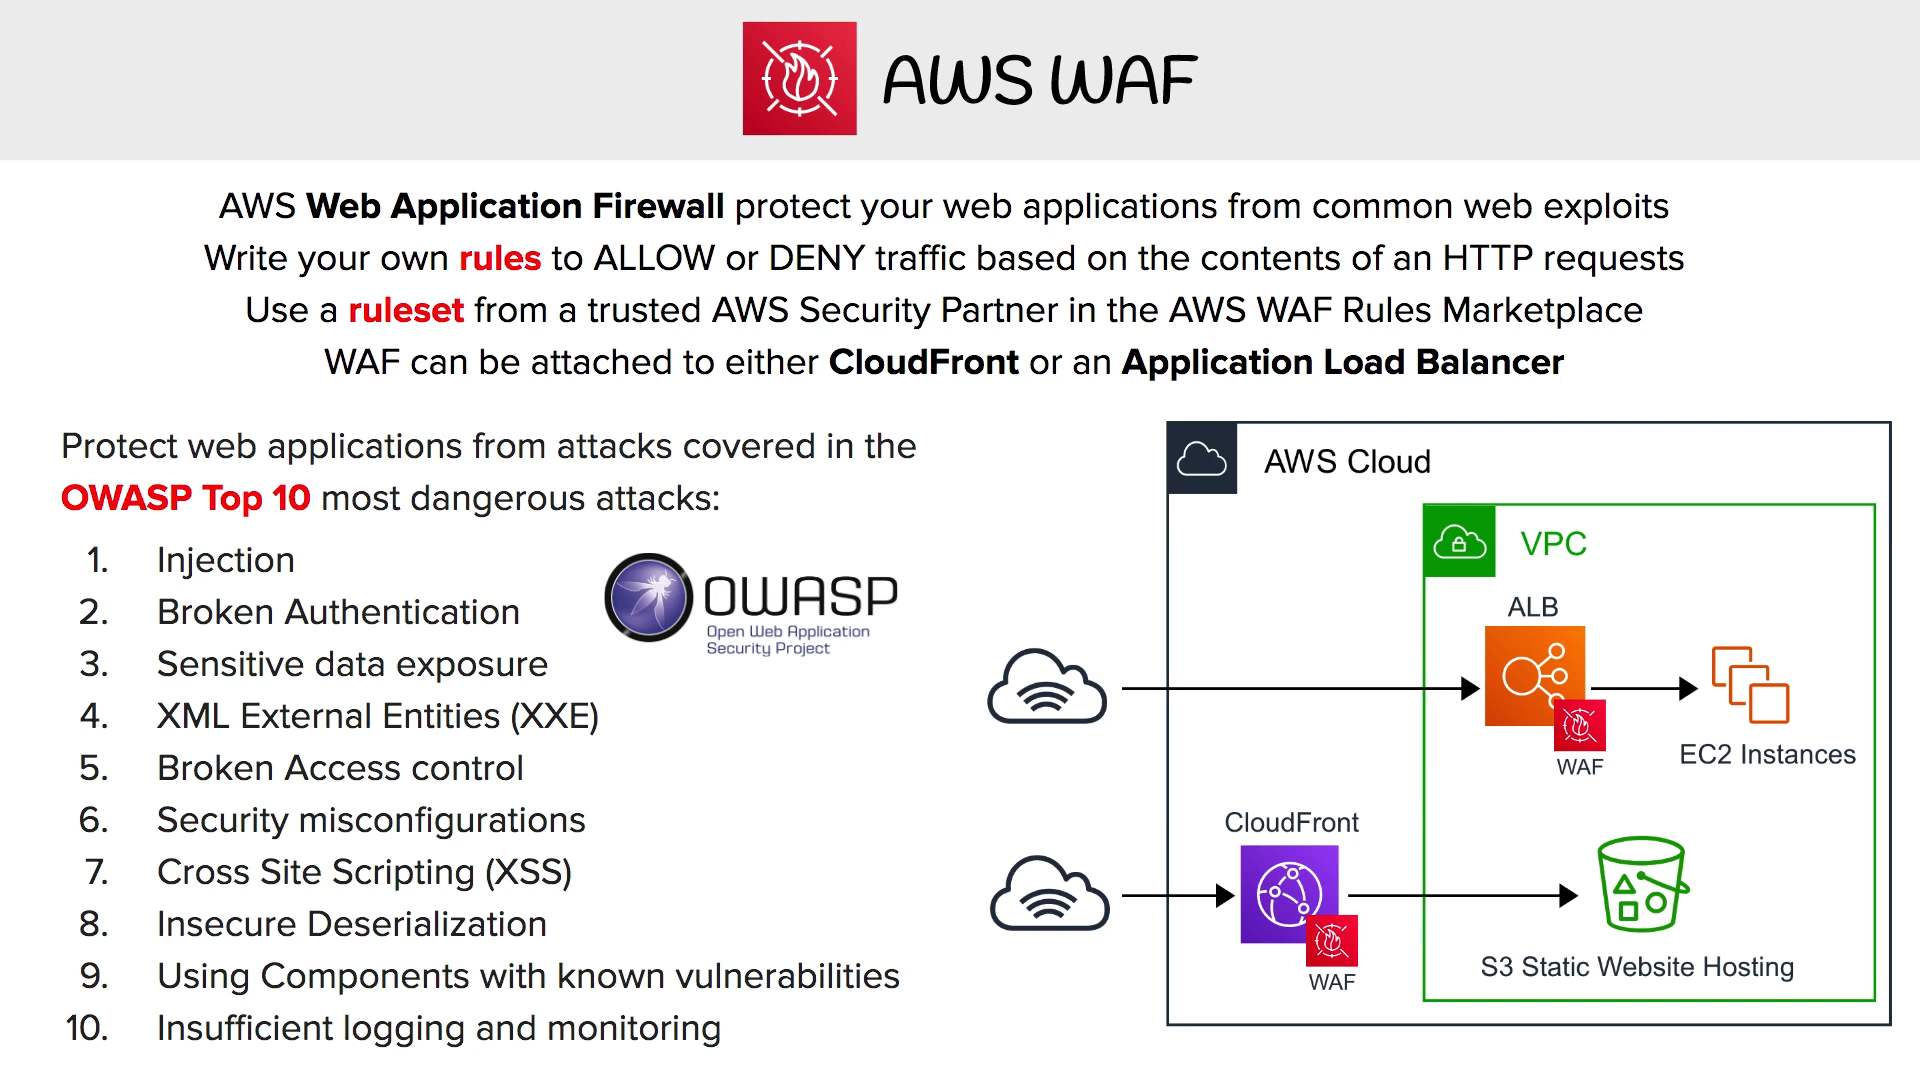 AWS WAF
AWS Web Application Firewall protect your web applications from common web exploits
Write your own rules to ALLOW or DENY traffic based on the contents of an HTTP requests
Use a ruleset from a trusted AWS Security Partner in the AWS WAF Rules Marketplace
WAF can be attached to either CloudFront or an Application Load Balancer
Protect web applications from attacks covered in the
OWASP Top 10 most dangerous attacks:
1. Injection
2. Broken Authentication
3. Sensitive data exposure
4. XML External Entities (XXE)
5. Broken Access control
6. Security misconfigurations
7. Cross Site Scripting (XSS)
8. Insecure Deserialization
9. Using Components with known vulnerabilities
10. Insufficient logging and monitoring
OWASP
Open Web Application
Security Project
AWS Cloud
VPC
ALB
WAF
EC2 Instances
CloudFront
WAF
S3 Static Website Hosting